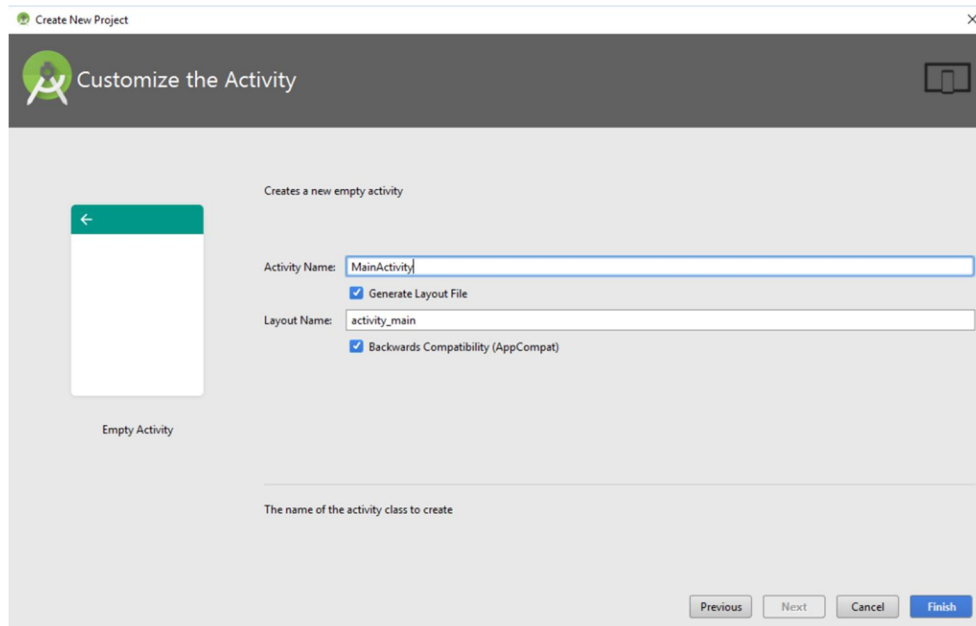 Create New Project
Customize the Activity
Creates a new empty activity
Activity Name: MainActivity
Generate Layout File
Layout Name: activity_main
Backwards Compatibility (AppCompat)
Empty Activity
The name of the activity class to create
Previous Next Cancel Finish